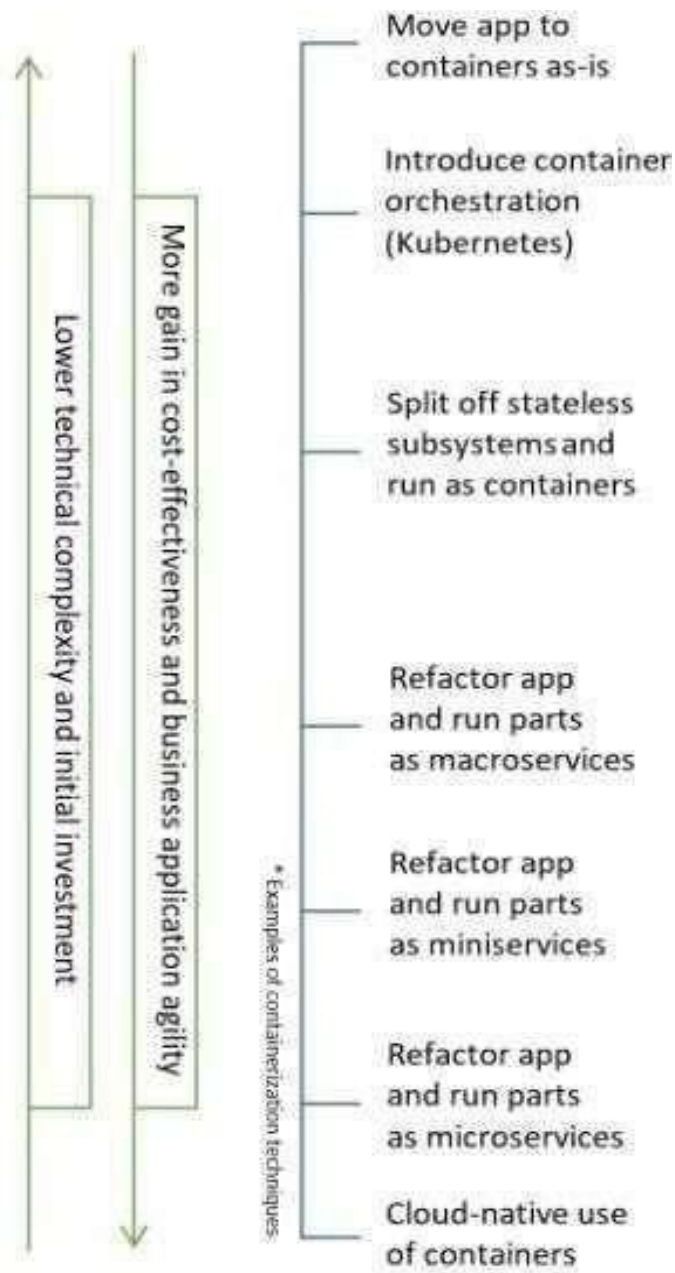 Move app to
containers as-is
Introduce container
orchestration
(Kubernetes)
Split off stateless
subsystems and
run as containers
Refactor app
and run parts
as macroservices
Refactor app
and run parts
as miniservices
Refactor app
and run parts
as microservices
Cloud-native use
of containers
* Examples of containerization techniques
More gain in cost-effectiveness and business application agility
Lower technical complexity and initial investment